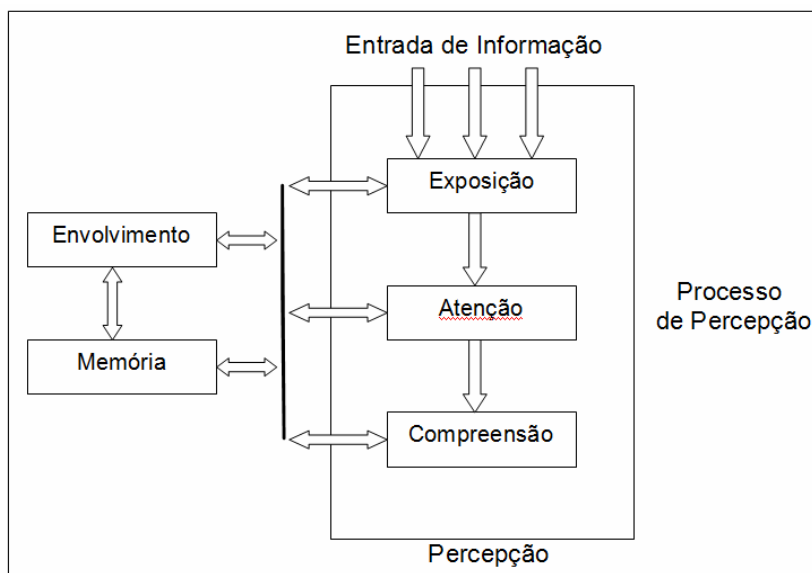 Entrada de Informação
Exposição
Envolvimento
Atenção
Processo
de Percepção
Memória
Compreensão
Percepção